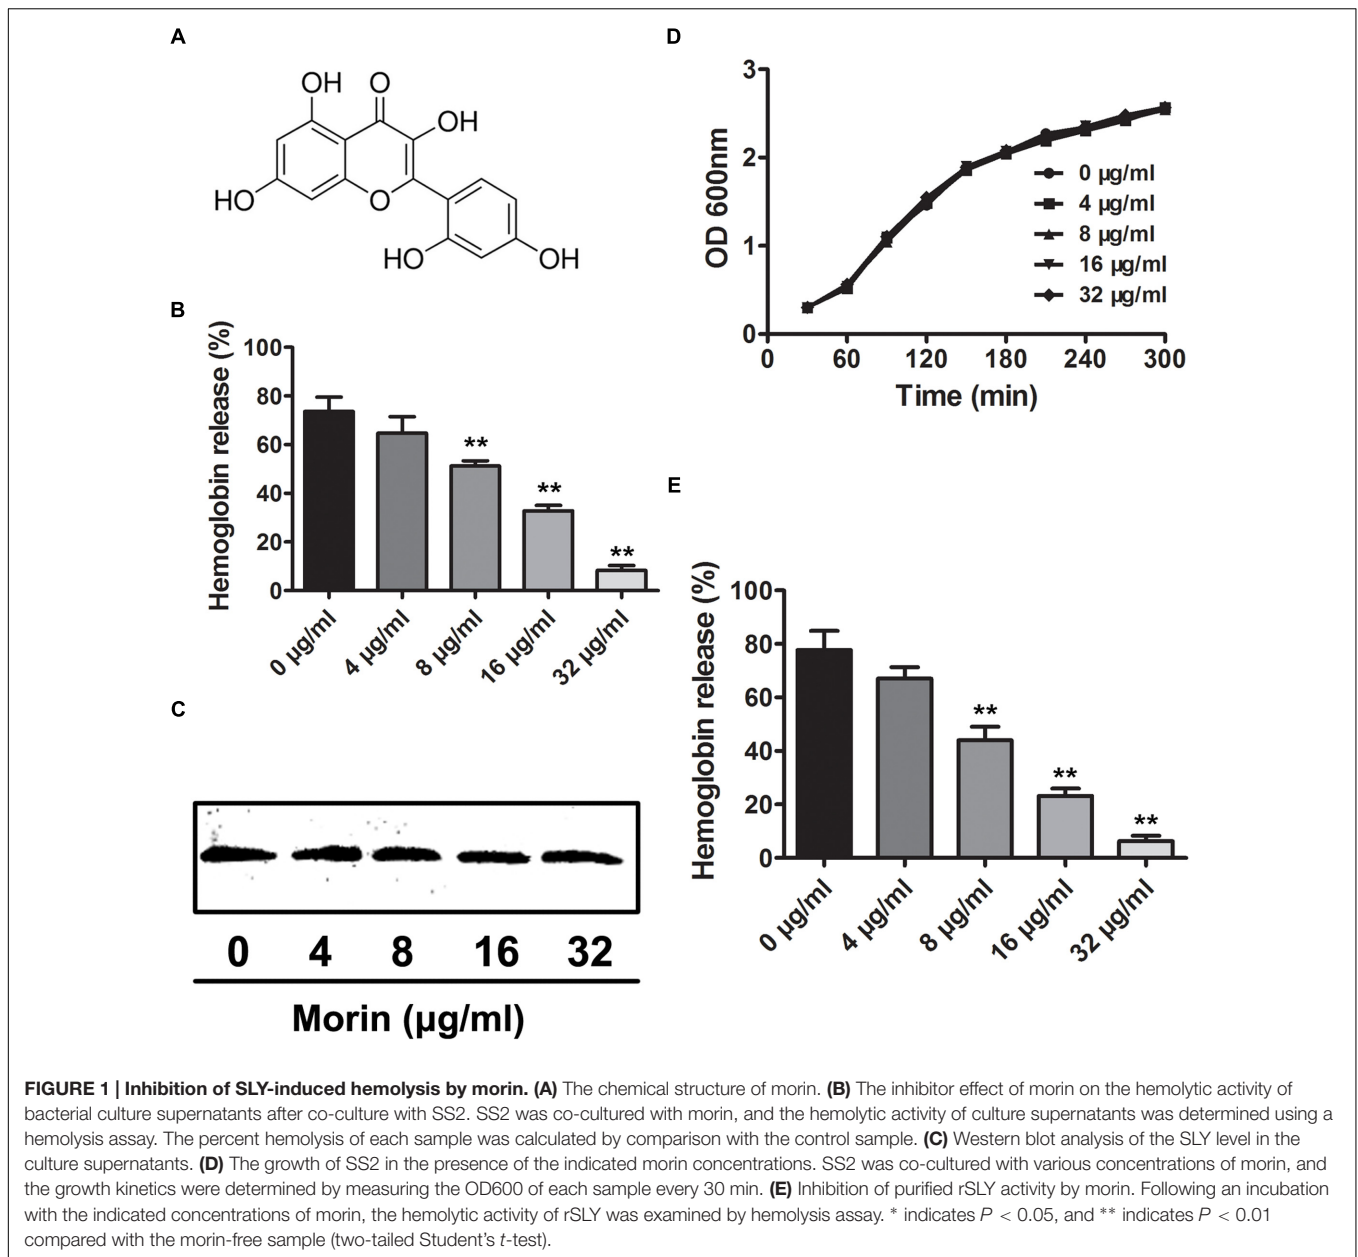 A
OH
O
OH
HO
O
HO
OH
B
Hemoglobin release (%)
100
80
60
40
20
0
**
**
**
0 µg/ml
4 µg/ml
8 µg/ml
16 µg/ml
32 µg/ml
C
0 4 8 16 32
Morin (µg/ml)
D
OD 600nm
3
2
1
0
0 60 120 180 240 300
Time (min)
0 µg/ml
4 µg/ml
8 µg/ml
16 µg/ml
32 µg/ml
E
Hemoglobin release (%)
100
80
60
40
20
0
**
**
**
0 µg/ml
4 µg/ml
8 µg/ml
16 µg/ml
32 µg/ml
FIGURE 1 | Inhibition of SLY-induced hemolysis by morin. (A) The chemical structure of morin. (B) The inhibitor effect of morin on the hemolytic activity of
bacterial culture supernatants after co-culture with SS2. SS2 was co-cultured with morin, and the hemolytic activity of culture supernatants was determined using a
hemolysis assay. The percent hemolysis of each sample was calculated by comparison with the control sample. (C) Western blot analysis of the SLY level in the
culture supernatants. (D) The growth of SS2 in the presence of the indicated morin concentrations. SS2 was co-cultured with various concentrations of morin, and
the growth kinetics were determined by measuring the OD600 of each sample every 30 min. (E) Inhibition of purified rSLY activity by morin. Following an incubation
with the indicated concentrations of morin, the hemolytic activity of rSLY was examined by hemolysis assay. * indicates P < 0.05, and ** indicates P < 0.01
compared with the morin-free sample (two-tailed Student's t-test).